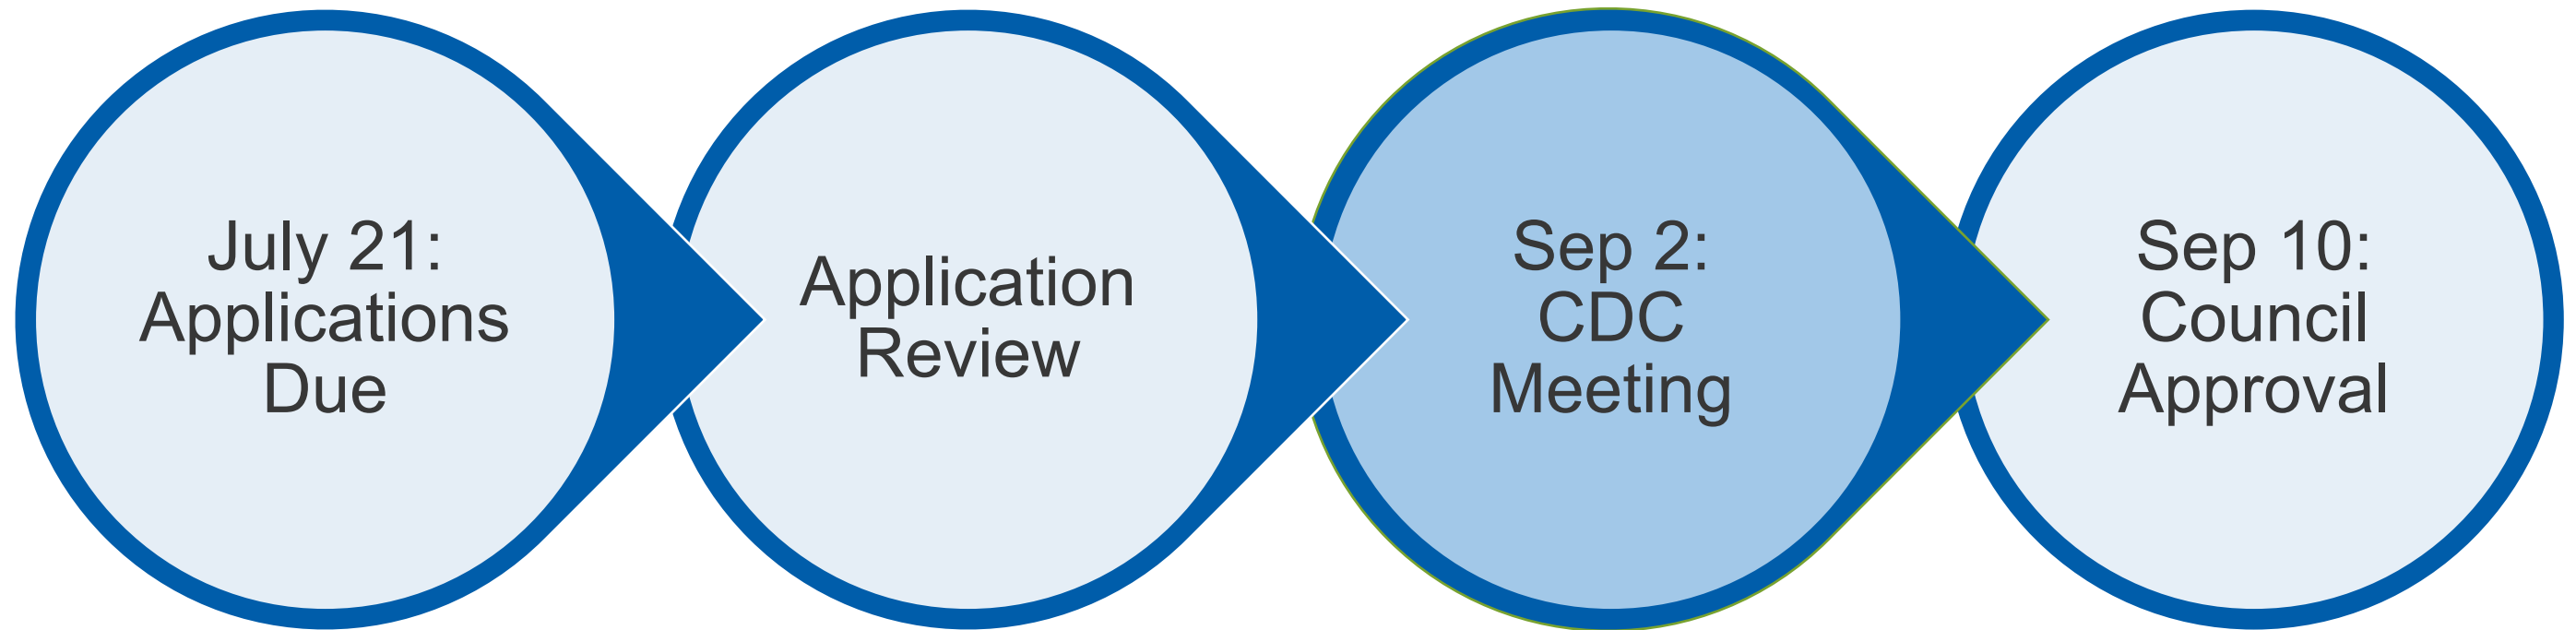 July 21:
Applications
Due
Application
Review
Sep 2:
CDC
Meeting
Sep 10:
Council
Approval